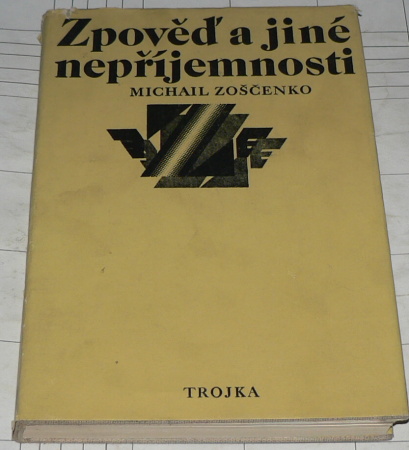 Zpověď a jiné
nepříjemnosti
MICHAIL ZOŠČENKO
TROJKA